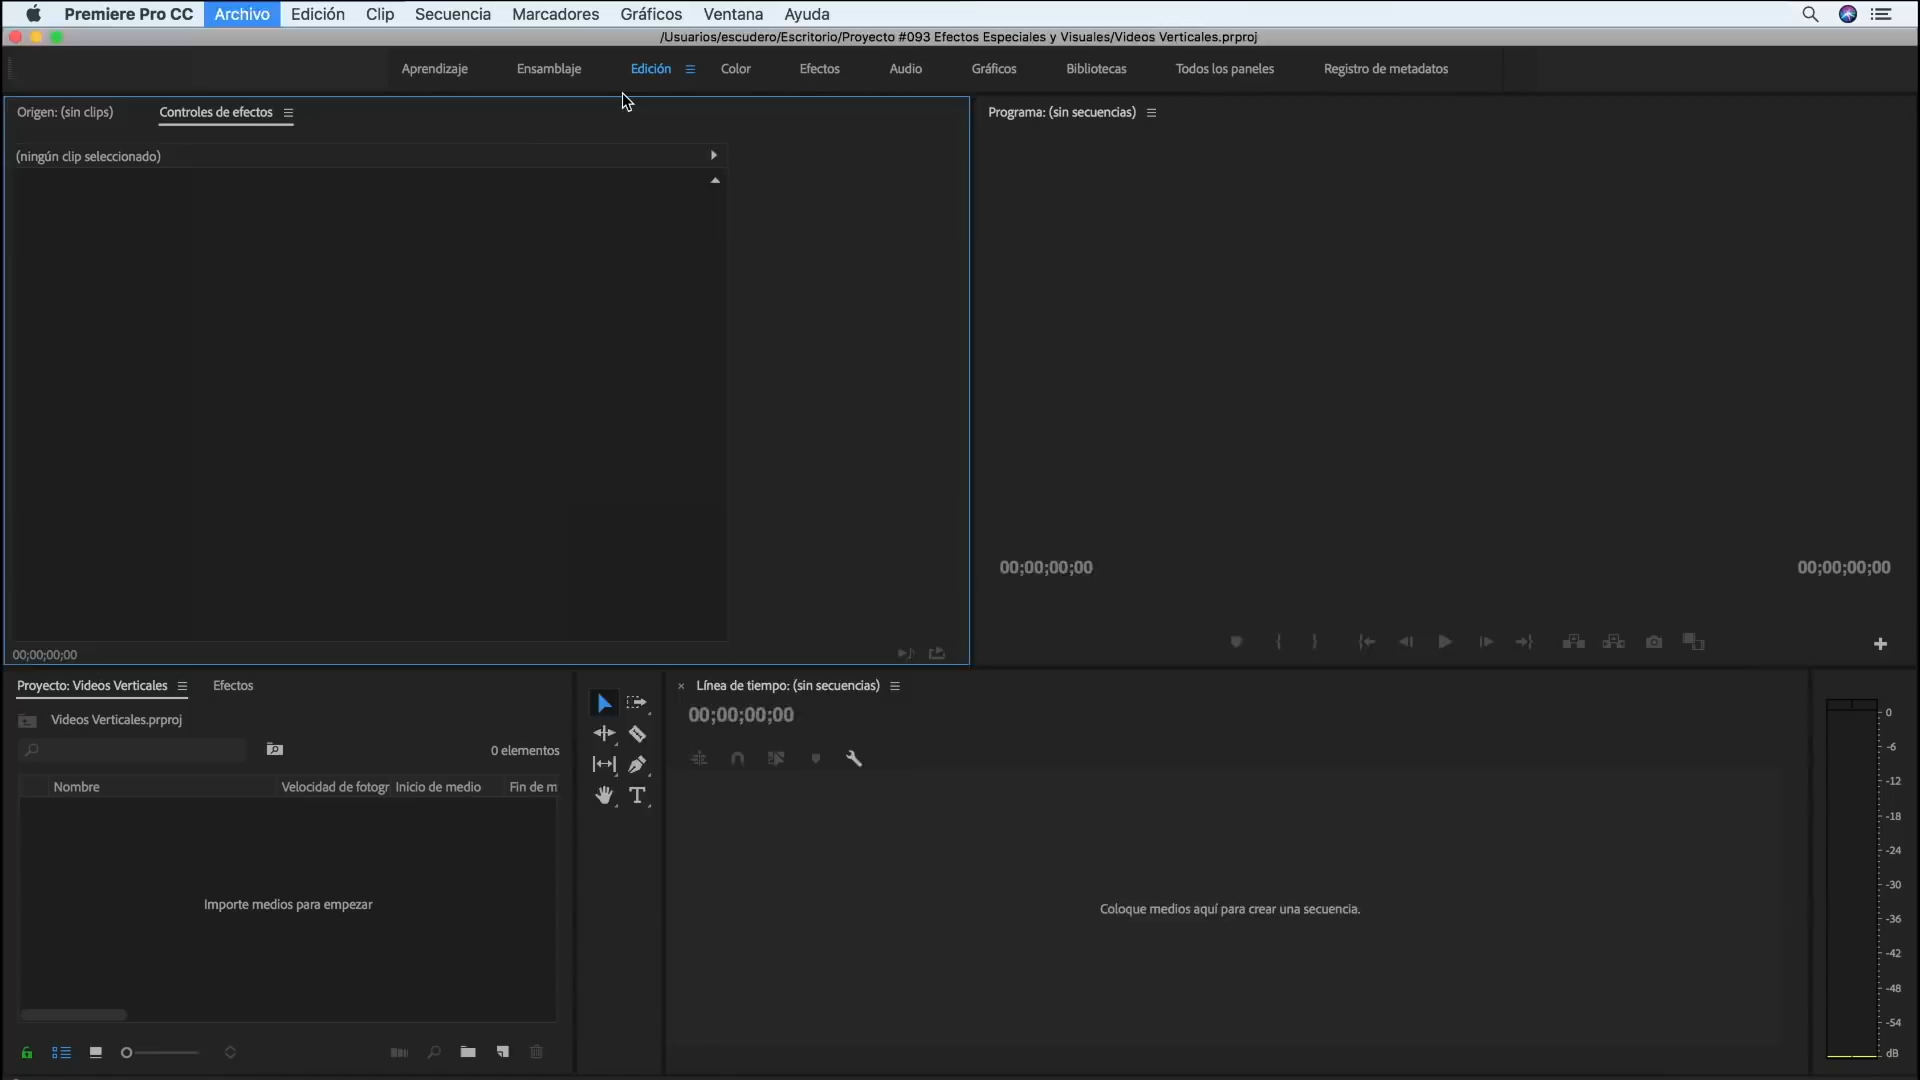 Premiere Pro CC Archivo Edición Clip Secuencia Marcadores Gráficos Ventana Ayuda
/Usuarios/escudero/Escritorio/Proyecto #093 Efectos Especiales y Visuales/Videos Verticales.prproj
Aprendizaje Ensamblaje Edición Color Efectos Audio Gráficos Bibliotecas Todos los paneles Registro de metadatos
Origen: (sin clips) Controles de efectos
Programa: (sin secuencias)
(ningún clip seleccionado)
00;00;00;00 00;00;00;00
00;00;00;00
Proyecto: Videos Verticales Efectos
Línea de tiempo: (sin secuencias)
Videos Verticales.prproj
00;00;00;00
0 elementos
Nombre Velocidad de fotogr Inicio de medio Fin de m
Importe medios para empezar
Coloque medios aquí para crear una secuencia.
0
-6
-12
-18
-24
-30
-36
-42
-48
-54
dB